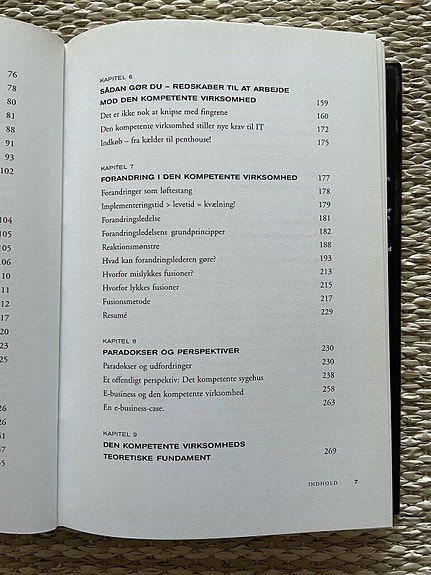 76
78
80
81
88
91
93
102
104
105
105
106
KAPITEL 6
SÅDAN GØR DU – REDSKABER TIL AT ARBEJDE
MOD DEN KOMPETENTE VIRKSOMHED 159
Det er ikke nok at knipse med fingrene 160
Den kompetente virksomhed stiller nye krav til IT 172
Indkøb – fra kælder til penthouse! 175
KAPITEL 7
FORANDRING I DEN KOMPETENTE VIRKSOMHED 177
Forandringer som løftestang 178
Implementeringstid > levetid = kvælning! 179
Forandringsledelse 181
Forandringsledelsens grundprincipper 182
Reaktionsmønstre 188
Hvad kan forandringslederen gøre? 193
Hvorfor mislykkes fusioner? 213
Hvorfor lykkes fusioner 215
Fusionsmetode 217
Resumé 229
KAPITEL 8
PARADOKSER OG PERSPEKTIVER 230
Paradokser og udfordringer 230
Et offentligt perspektiv: Det kompetente sygehus 238
E-business og den kompetente virksomhed 258
En e-business-case. 263
KAPITEL 9
DEN KOMPETENTE VIRKSOMHEDS
TEORETISKE FUNDAMENT 269
INDHOLD 7